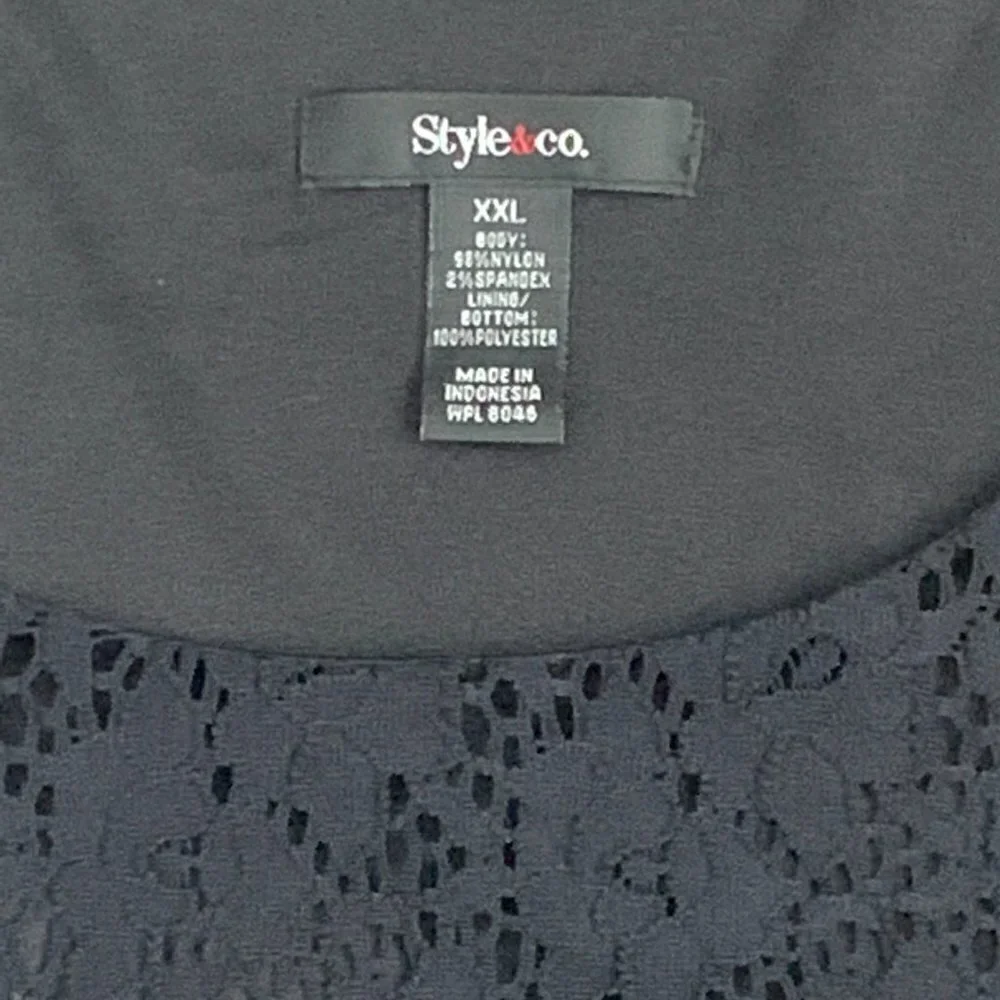 Style&co.
XXL
BODY:
98%NYLON
2%SPANDEX
LINING/
BOTTOM:
100%POLYESTER
MADE IN
INDONESIA
WPL 8046